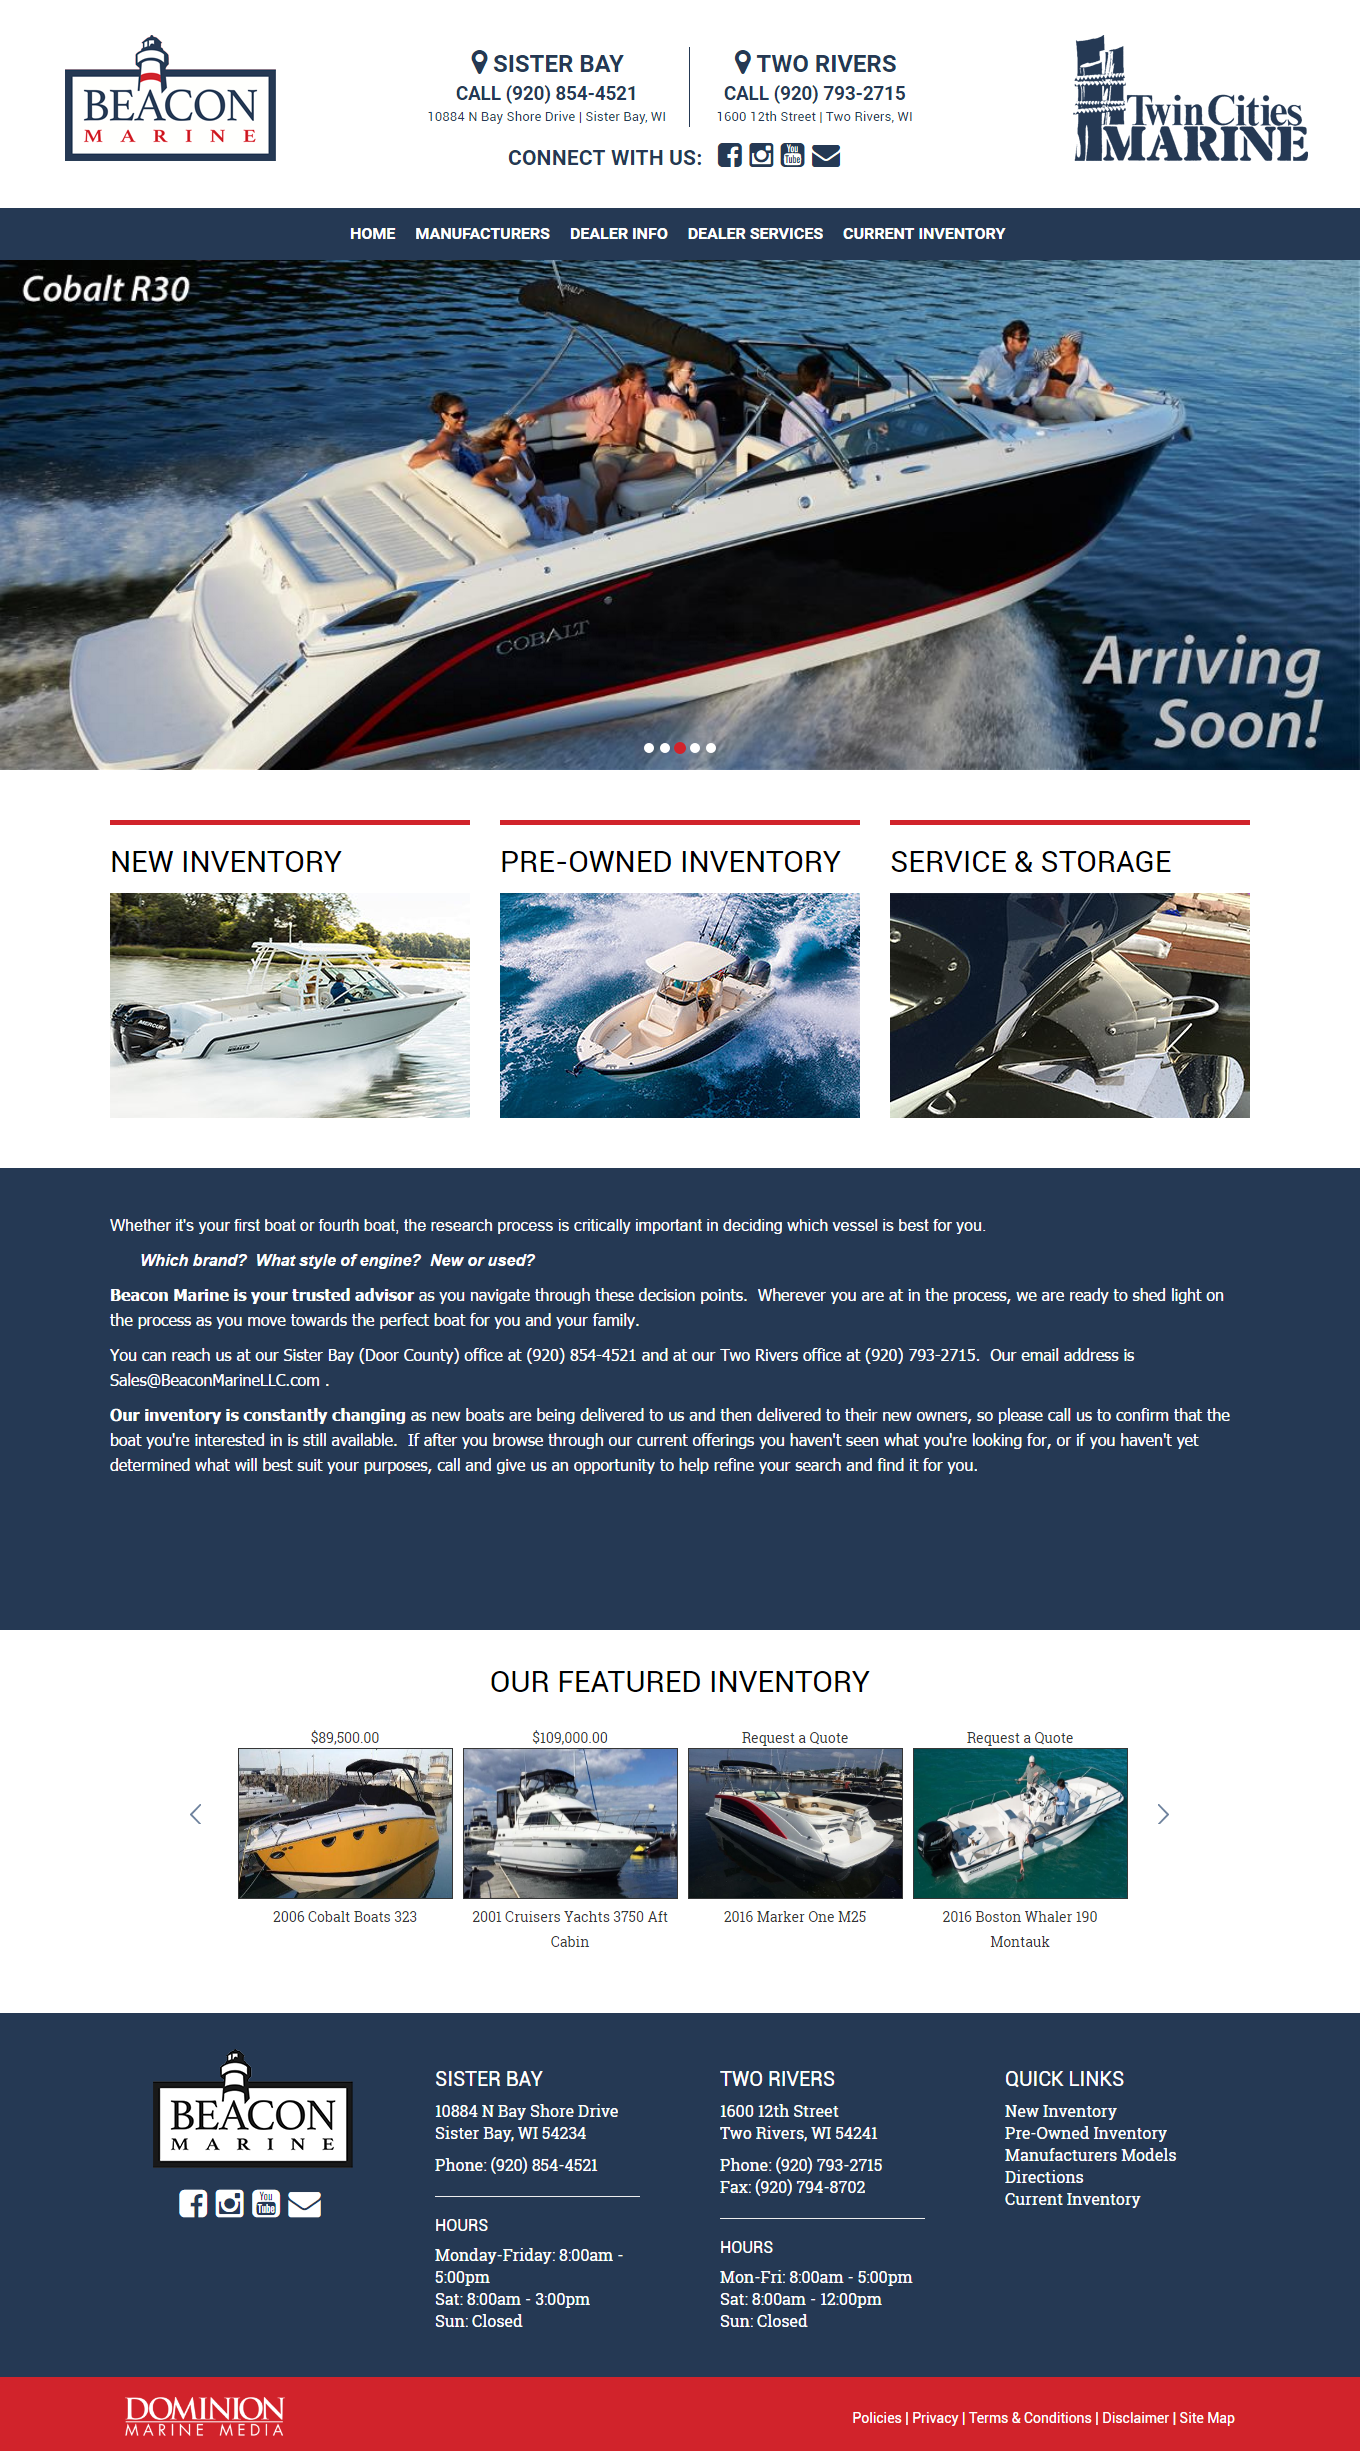 BEACON
MARINE
SISTER BAY
CALL (920) 854-4521
10884 N Bay Shore Drive | Sister Bay, WI
TWO RIVERS
CALL (920) 793-2715
1600 12th Street | Two Rivers, WI
CONNECT WITH US:
You
Tube
Twin Cities
MARINE
HOME MANUFACTURERS DEALER INFO DEALER SERVICES CURRENT INVENTORY
Cobalt R30
COBALT
Arriving
Soon!
NEW INVENTORY
MERCURY
WHALER
PRE-OWNED INVENTORY
SERVICE & STORAGE
Whether it's your first boat or fourth boat, the research process is critically important in deciding which vessel is best for you.
Which brand?  What style of engine?  New or used?
Beacon Marine is your trusted advisor as you navigate through these decision points.  Wherever you are at in the process, we are ready to shed light on
the process as you move towards the perfect boat for you and your family.
You can reach us at our Sister Bay (Door County) office at (920) 854-4521 and at our Two Rivers office at (920) 793-2715.  Our email address is
Sales@BeaconMarineLLC.com .
Our inventory is constantly changing as new boats are being delivered to us and then delivered to their new owners, so please call us to confirm that the
boat you're interested in is still available.  If after you browse through our current offerings you haven't seen what you're looking for, or if you haven't yet
determined what will best suit your purposes, call and give us an opportunity to help refine your search and find it for you.
OUR FEATURED INVENTORY
$89,500.00
2006 Cobalt Boats 323
$109,000.00
2001 Cruisers Yachts 3750 Aft
Cabin
Request a Quote
2016 Marker One M25
Request a Quote
2016 Boston Whaler 190
Montauk
BEACON
MARINE
You
Tube
SISTER BAY
10884 N Bay Shore Drive
Sister Bay, WI 54234
Phone: (920) 854-4521
HOURS
Monday-Friday: 8:00am -
5:00pm
Sat: 8:00am - 3:00pm
Sun: Closed
TWO RIVERS
1600 12th Street
Two Rivers, WI 54241
Phone: (920) 793-2715
Fax: (920) 794-8702
HOURS
Mon-Fri: 8:00am - 5:00pm
Sat: 8:00am - 12:00pm
Sun: Closed
QUICK LINKS
New Inventory
Pre-Owned Inventory
Manufacturers Models
Directions
Current Inventory
DOMINION
MARINE MEDIA
Policies | Privacy | Terms & Conditions | Disclaimer | Site Map